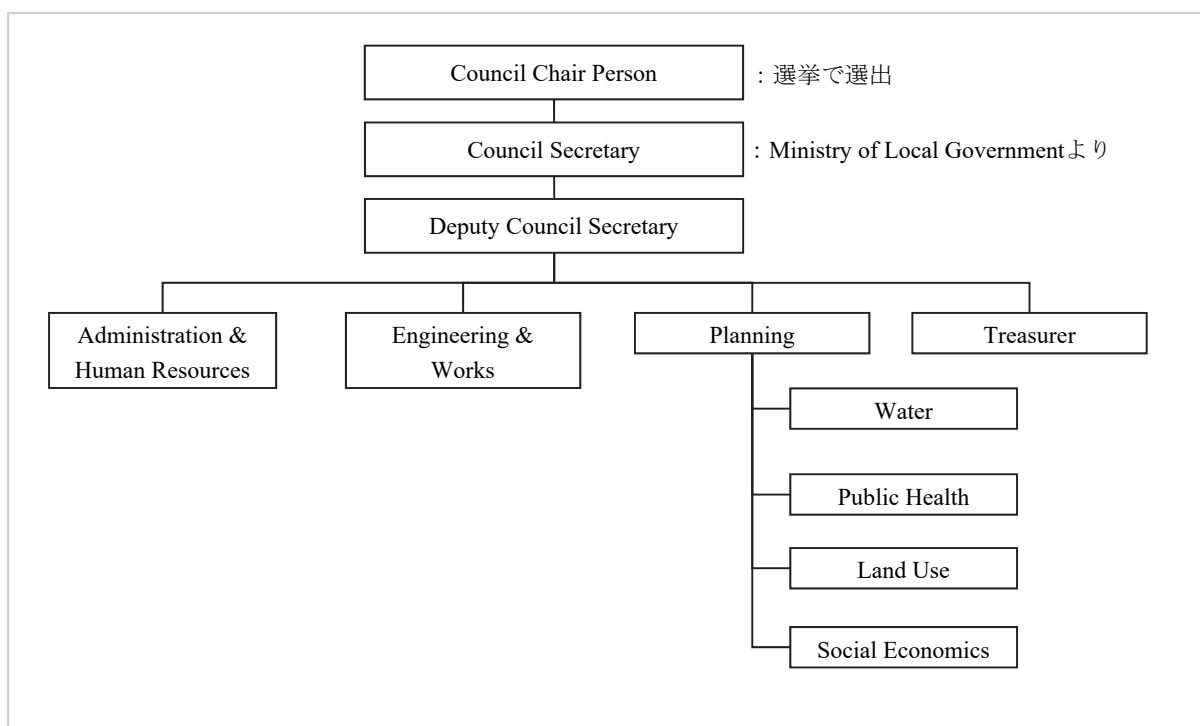 Council Chair Person
：選挙で選出
Council Secretary
：Ministry of Local Governmentより
Deputy Council Secretary
Administration &
Human Resources
Engineering &
Works
Planning
Treasurer
Water
Public Health
Land Use
Social Economics